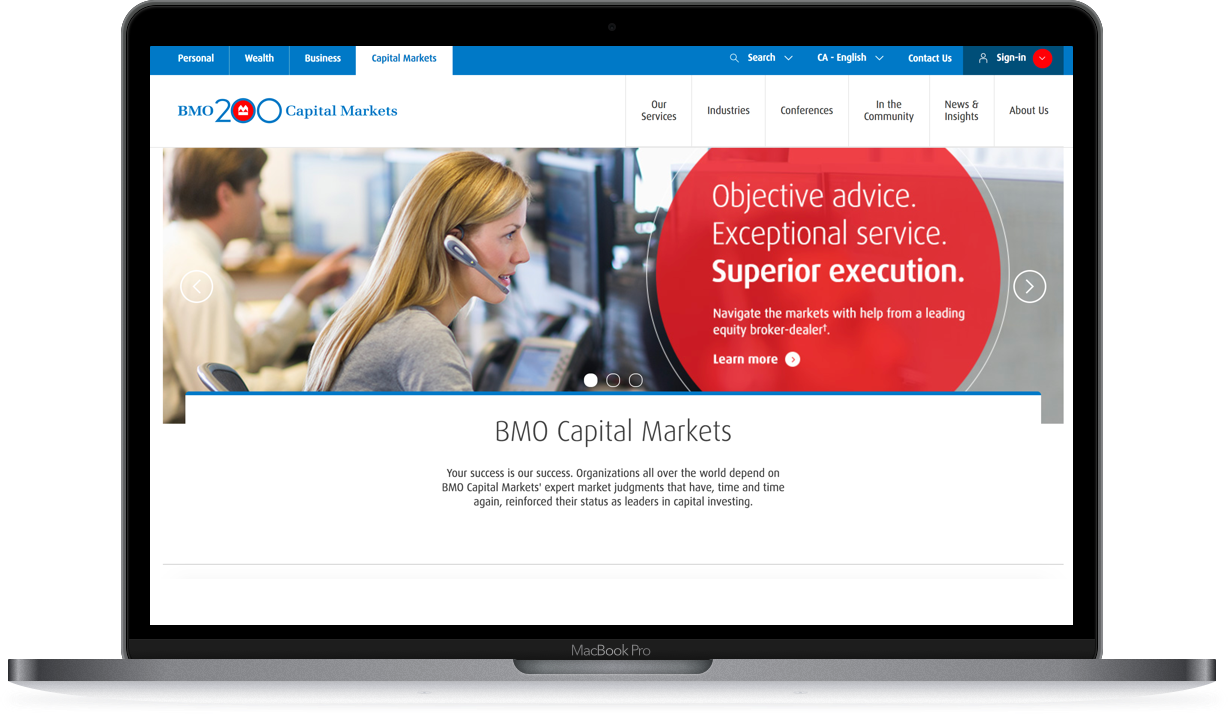 Personal
Wealth
Business
Capital Markets
Search
CA - English
Contact Us
Sign-in
BMO 200 Capital Markets
Our
Services
Industries
Conferences
In the
Community
News &
Insights
About Us
Objective advice.
Exceptional service.
Superior execution.
Navigate the markets with help from a leading
equity broker-dealer†.
Learn more
BMO Capital Markets
Your success is our success. Organizations all over the world depend on
BMO Capital Markets' expert market judgments that have, time and time
again, reinforced their status as leaders in capital investing.
MacBook Pro